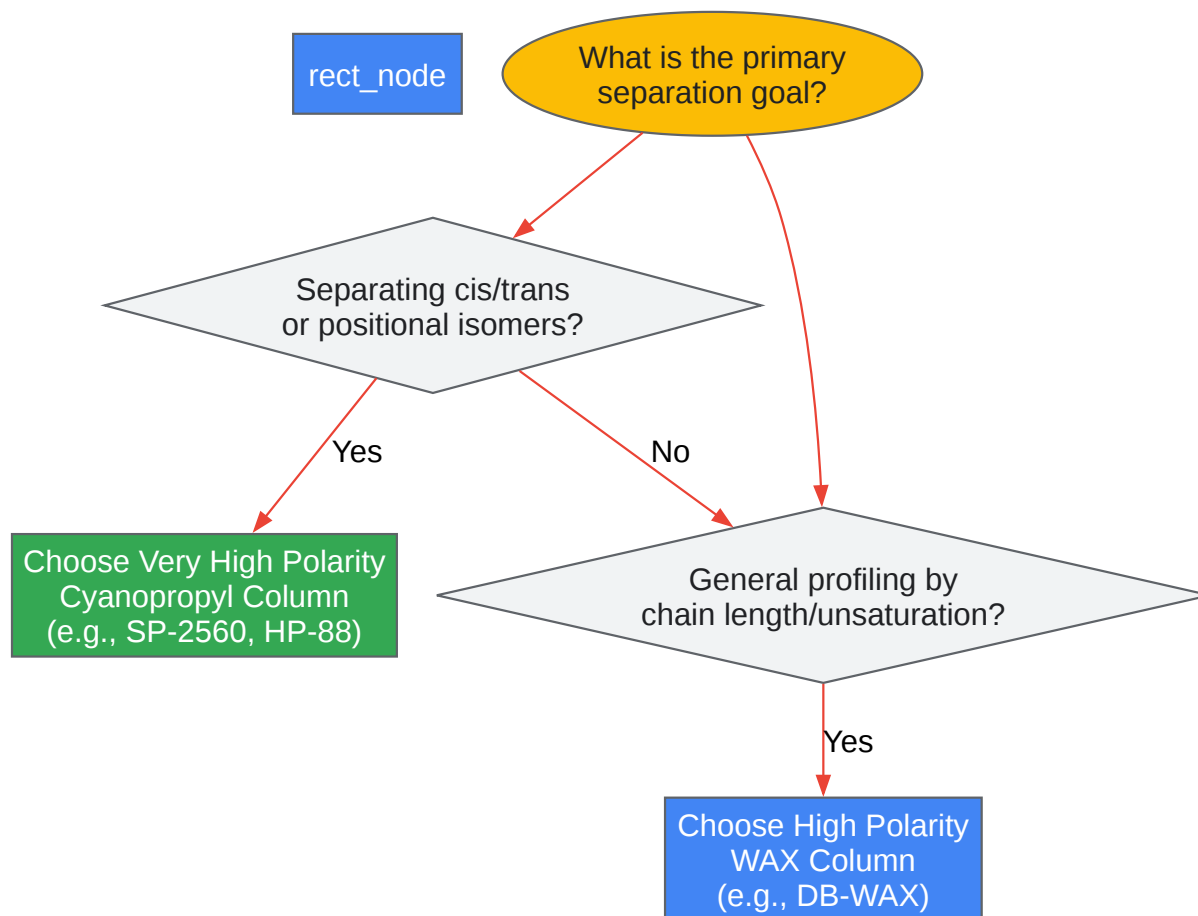 rect_node
What is the primary
separation goal?
Separating cis/trans
or positional isomers?
Yes
No
Choose Very High Polarity
Cyanopropyl Column
(e.g., SP-2560, HP-88)
General profiling by
chain length/unsaturation?
Yes
Choose High Polarity
WAX Column
(e.g., DB-WAX)